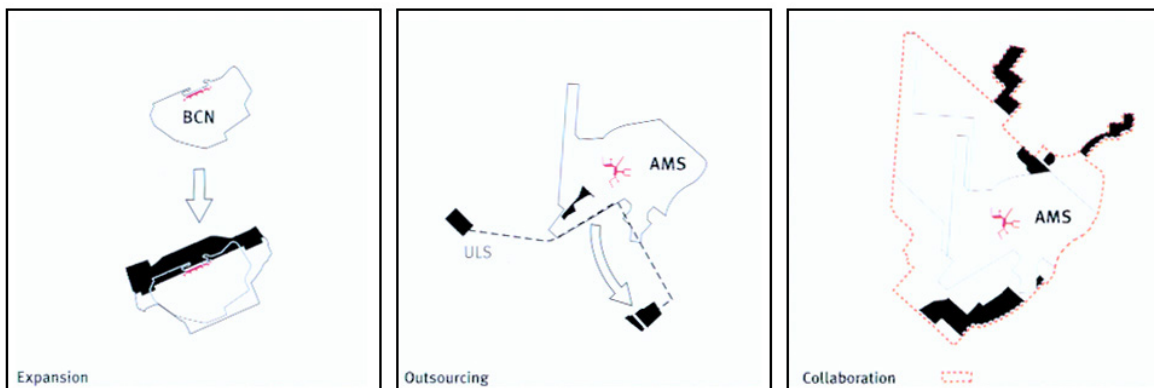 BCN
Expansion
AMS
ULS
Outsourcing
AMS
Collaboration